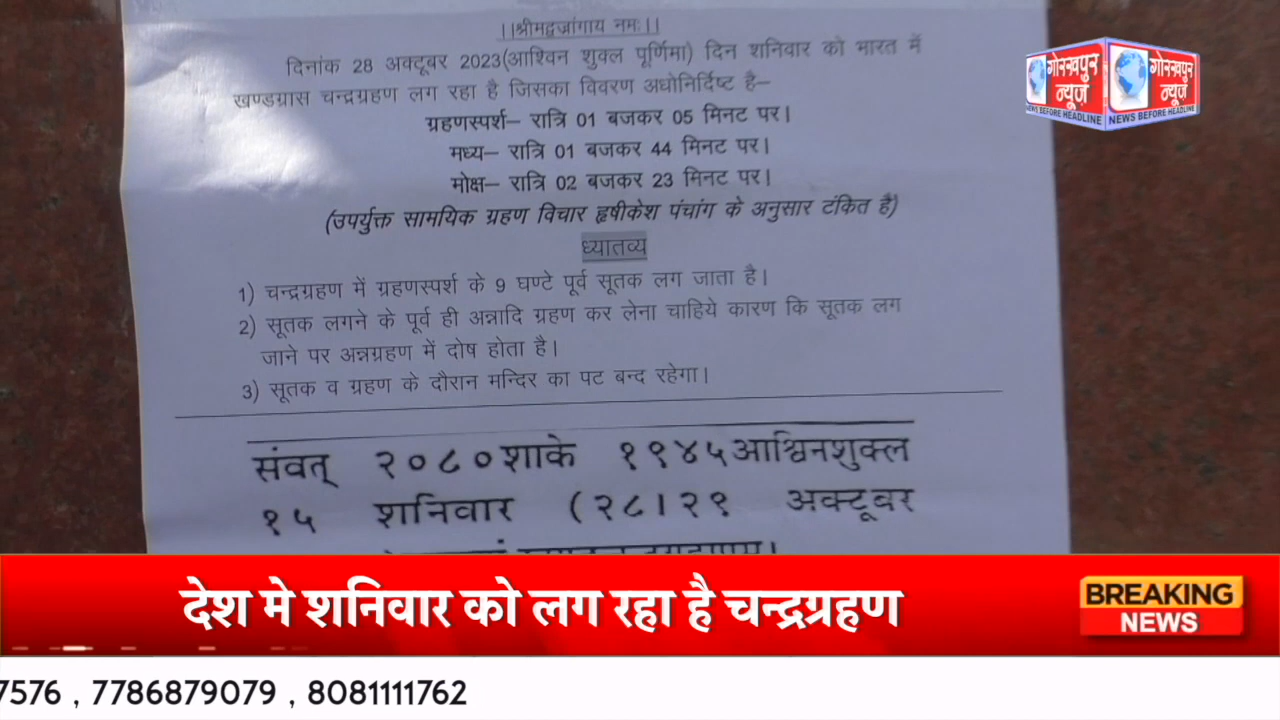 ||श्रीमद्वज्रांगाय नमः||
दिनांक 28 अक्टूबर 2023(आश्विन शुक्ल पूर्णिमा) दिन शनिवार को भारत में
खण्डग्रास चन्द्रग्रहण लग रहा है जिसका विवरण अधोनिर्दिष्ट है–
ग्रहणस्पर्श– रात्रि 01 बजकर 05 मिनट पर।
मध्य– रात्रि 01 बजकर 44 मिनट पर।
मोक्ष– रात्रि 02 बजकर 23 मिनट पर।
(उपर्युक्त सामयिक ग्रहण विचार हृषीकेश पंचांग के अनुसार टंकित है)
ध्यातव्य
1) चन्द्रग्रहण में ग्रहणस्पर्श के 9 घण्टे पूर्व सूतक लग जाता है।
2) सूतक लगने के पूर्व ही अन्नादि ग्रहण कर लेना चाहिये कारण कि सूतक लग
जाने पर अन्नग्रहण में दोष होता है।
3) सूतक व ग्रहण के दौरान मन्दिर का पट बन्द रहेगा।
संवत् २०८०शाके १९४५आश्विनशुक्ल
१५ शनिवार (२८।२९ अक्टूबर
गोरखपुर न्यूज़ गोरखपुर न्यूज़
NEWS BEFORE HEADLINE NEWS BEFORE HEADLINE
देश मे शनिवार को लग रहा है चन्द्रग्रहण
BREAKING
NEWS
7576 , 7786879079 , 8081111762